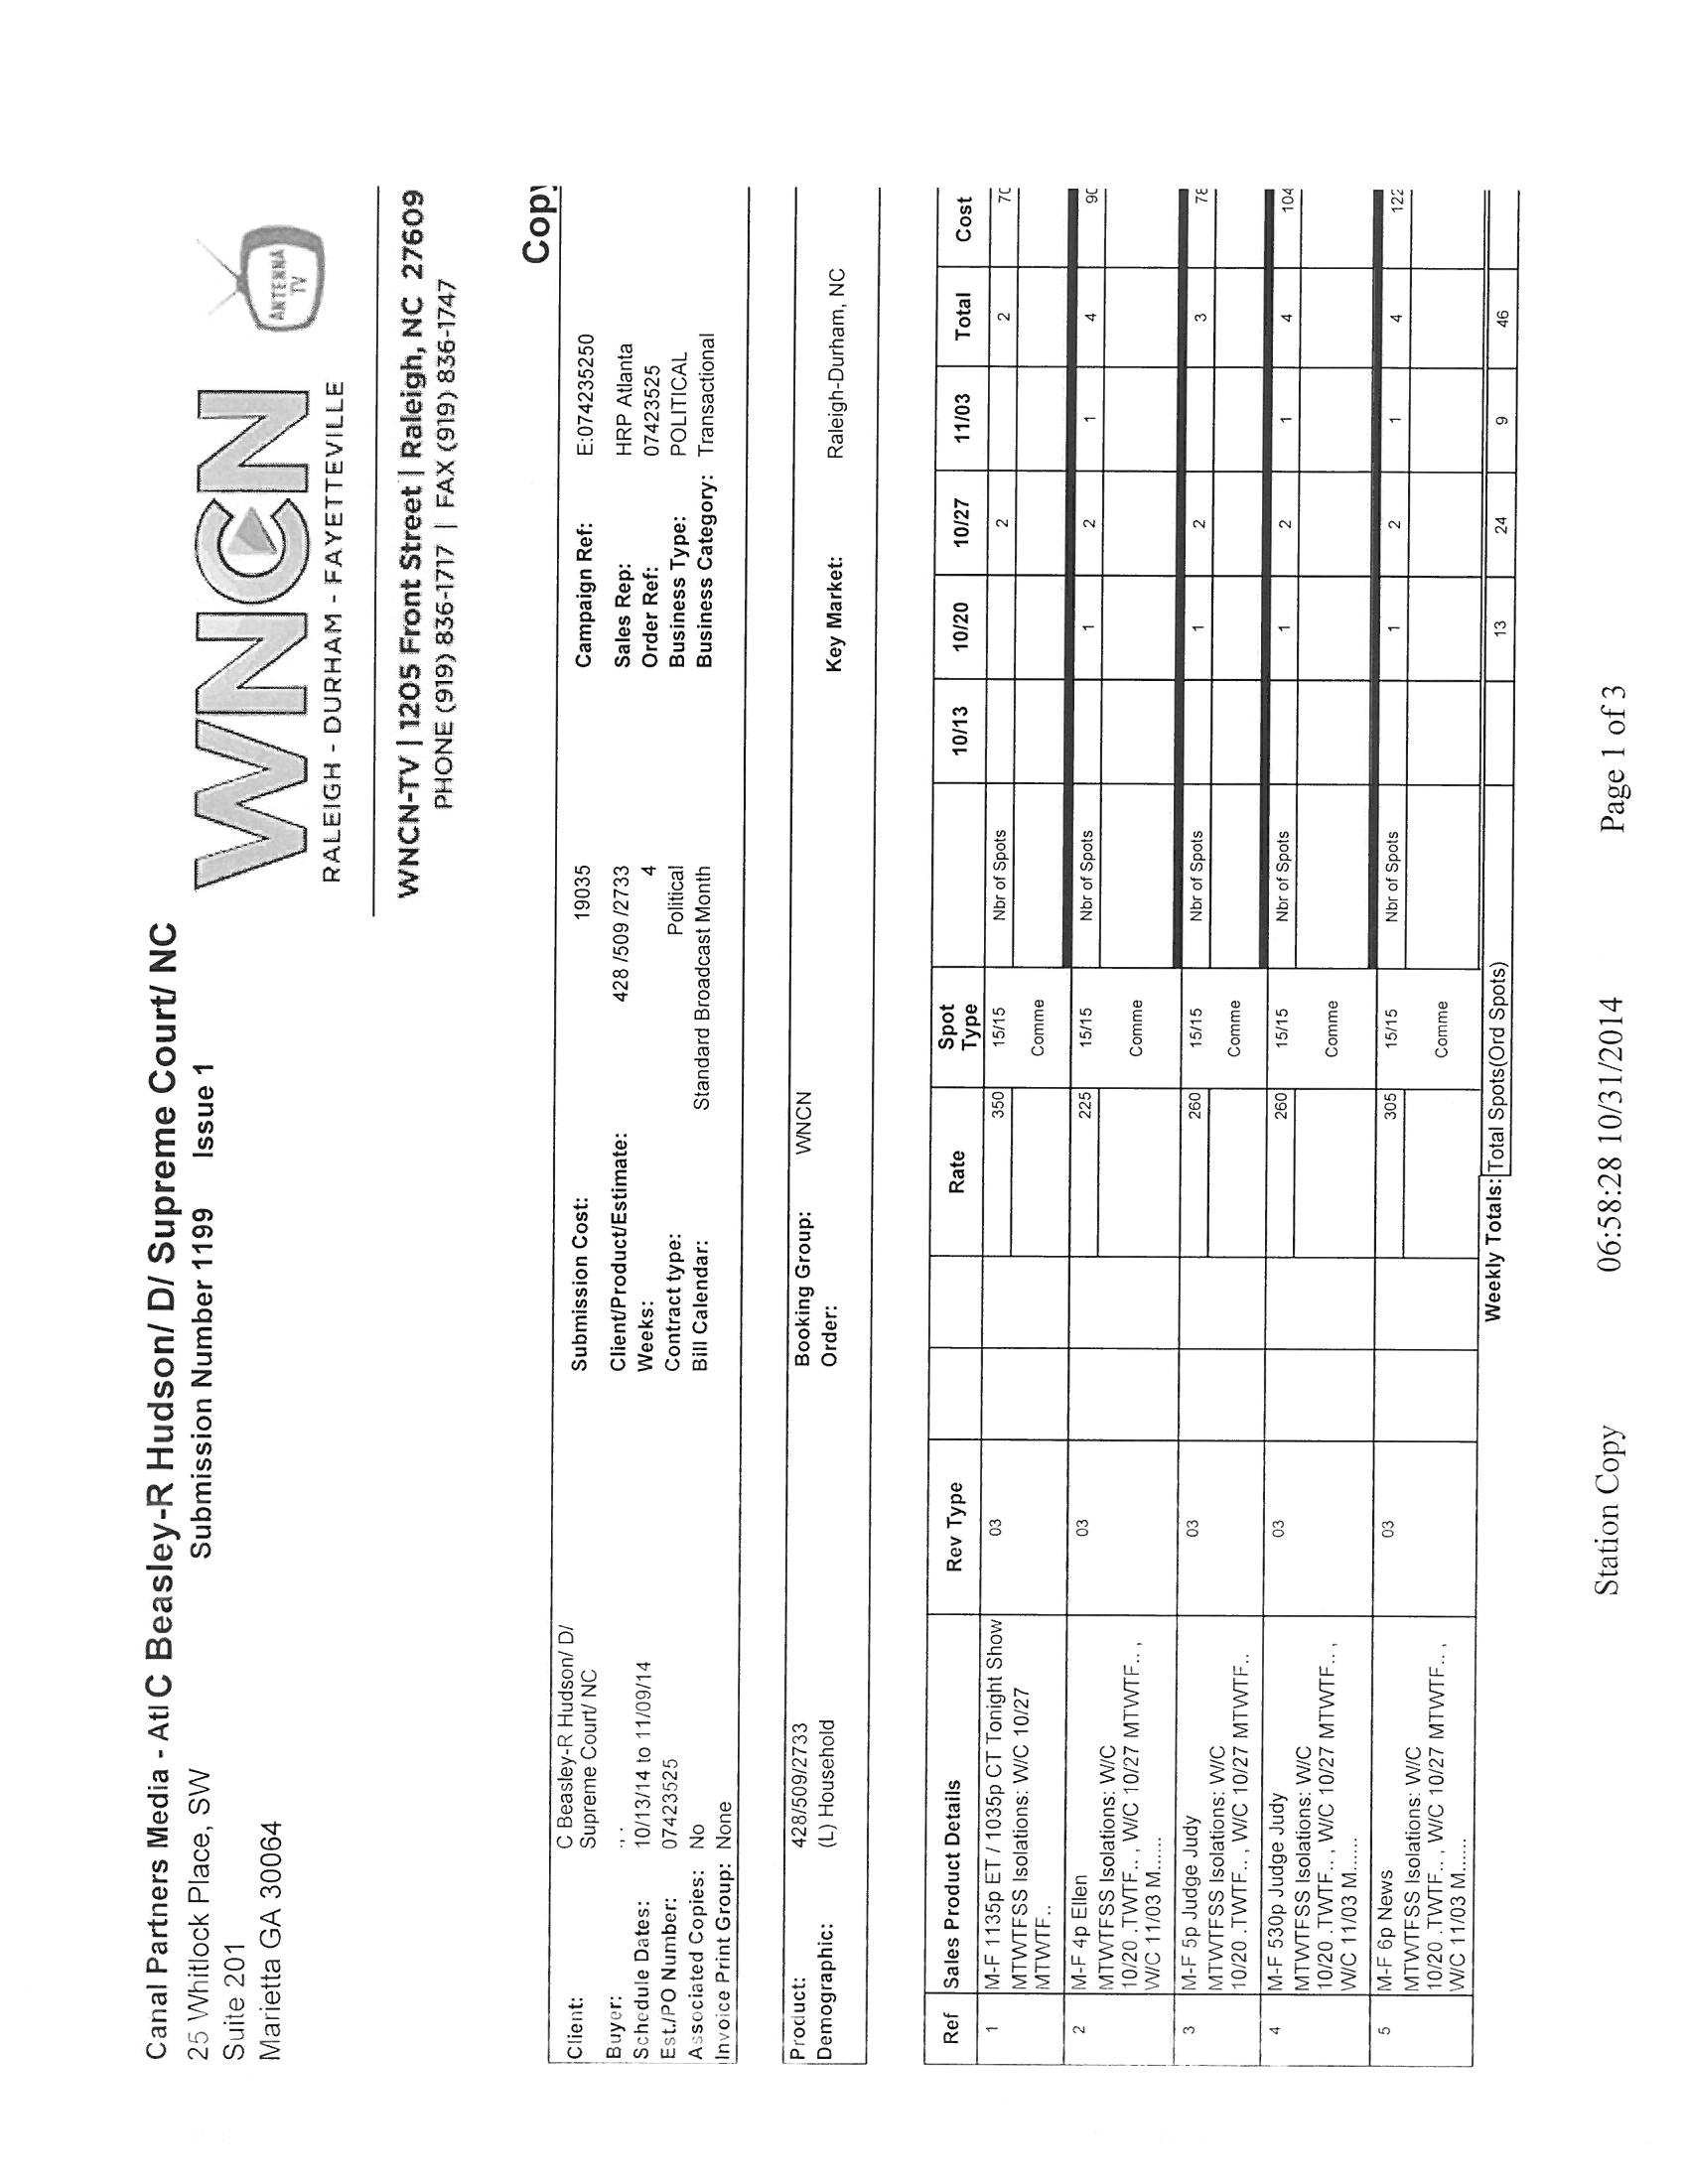 Canal Partners Media - Atl C Beasley-R Hudson/ D/ Supreme Court/ NC
25 Whitlock Place, SW Submission Number 1199 Issue 1
Suite 201
Marietta GA 30064
WNCN
RALEIGH - DURHAM - FAYETTEVILLE
ANTENNA
TV
WNCN-TV | 1205 Front Street | Raleigh, NC 27609
PHONE (919) 836-1717 | FAX (919) 836-1747
Copy
Client: C Beasley-R Hudson/ D/ Submission Cost: 19035 Campaign Ref: E:074235250
Supreme Court/ NC
Buyer: , . Client/Product/Estimate: 428 /509 /2733 Sales Rep: HRP Atlanta
Schedule Dates: 10/13/14 to 11/09/14 Weeks: 4 Order Ref: 07423525
Est./PO Number: 07423525 Contract type: Political Business Type: POLITICAL
Associated Copies: No Bill Calendar: Standard Broadcast Month Business Category: Transactional
Invoice Print Group: None
Product: 428/509/2733 Booking Group: WNCN
Demographic: (L) Household Order: Key Market: Raleigh-Durham, NC
Ref Sales Product Details Rev Type Rate Spot Type 10/13 10/20 10/27 11/03 Total Cost
1 M-F 1135p ET / 1035p CT Tonight Show 03 350 15/15 Nbr of Spots 2 2 70
MTWTFSS Isolations: W/C 10/27 Comme
MTWTF..
2 M-F 4p Ellen 03 225 15/15 Nbr of Spots 1 2 1 4 90
MTWTFSS Isolations: W/C
10/20 .TWTF.. , W/C 10/27 MTWTF.. , Comme
W/C 11/03 M......
3 M-F 5p Judge Judy 03 260 15/15 Nbr of Spots 1 2 3 78
MTWTFSS Isolations: W/C
10/20 .TWTF.. , W/C 10/27 MTWTF.. Comme
4 M-F 530p Judge Judy 03 260 15/15 Nbr of Spots 1 2 1 4 104
MTWTFSS Isolations: W/C
10/20 .TWTF.. , W/C 10/27 MTWTF.. , Comme
W/C 11/03 M......
5 M-F 6p News 03 305 15/15 Nbr of Spots 1 2 1 4 122
MTWTFSS Isolations: W/C
10/20 .TWTF.. , W/C 10/27 MTWTF.. , Comme
W/C 11/03 M......
Weekly Totals: Total Spots(Ord Spots) 13 24 9 46
Station Copy 06:58:28 10/31/2014 Page 1 of 3